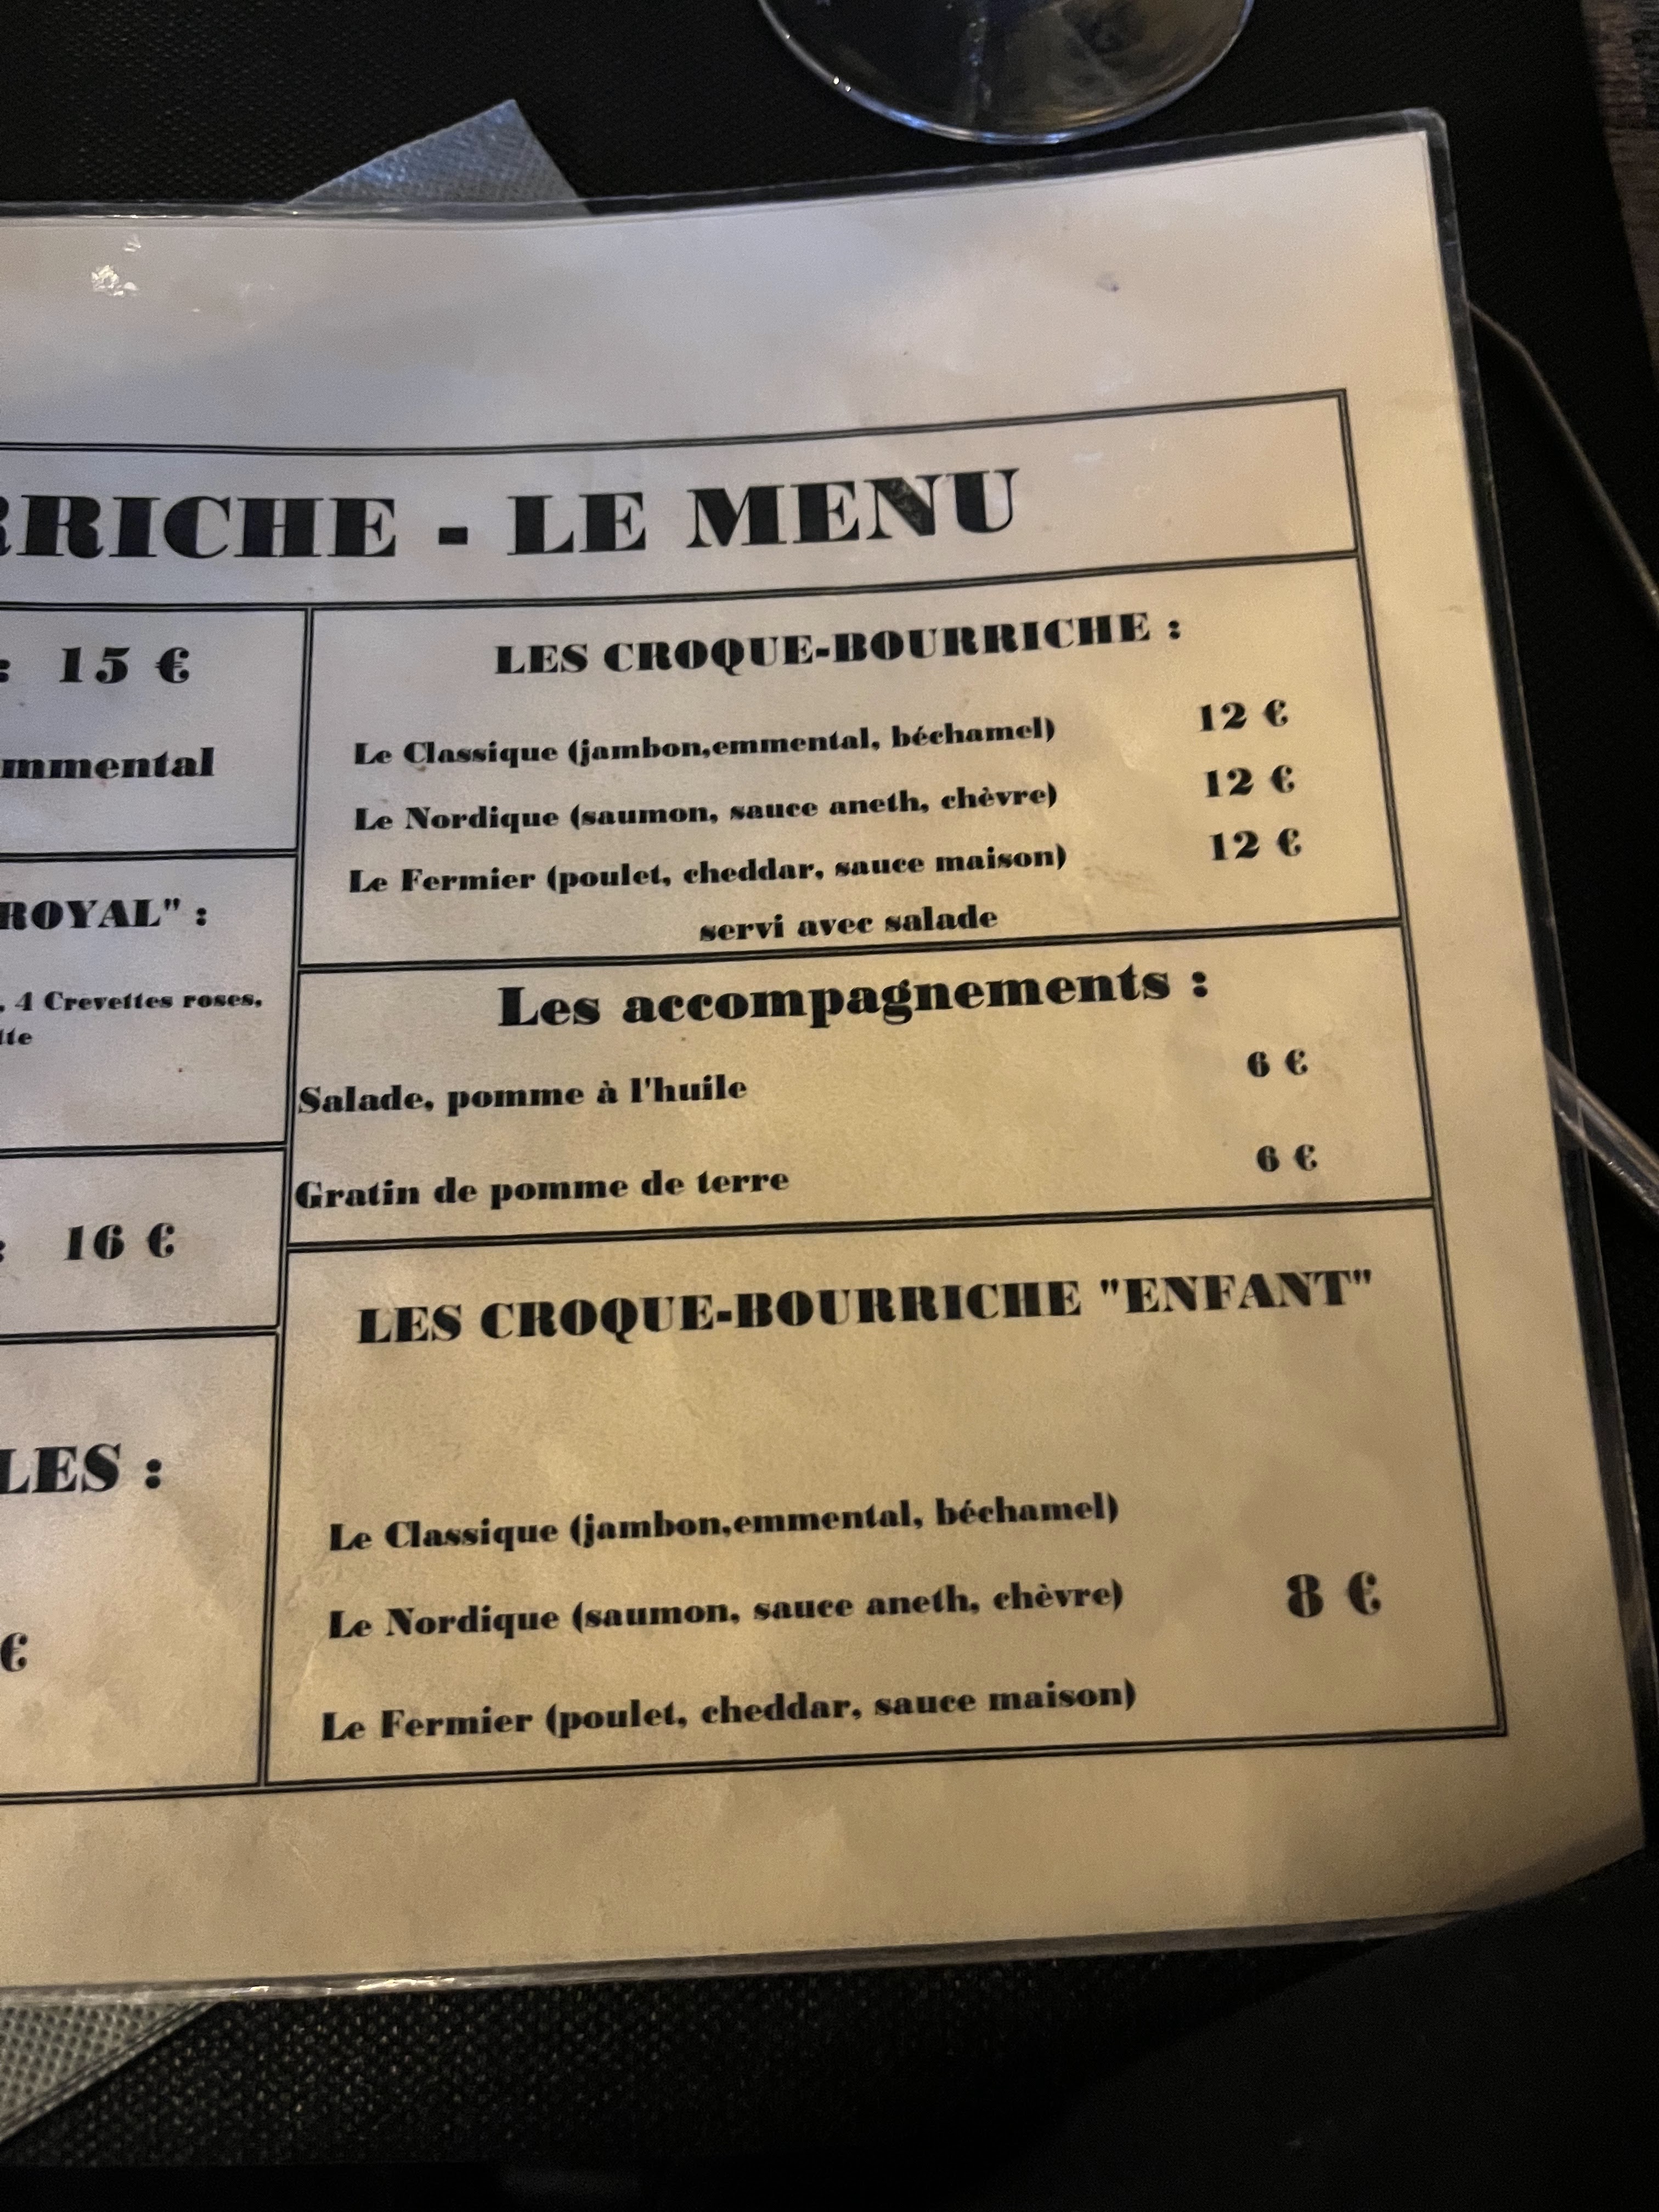 RRICHE - LE MENU
: 15 €
mmental
ROYAL" :
, 4 Crevettes roses,
tte
: 16 €
LES :
€
LES CROQUE-BOURRICHE :
Le Classique (jambon,emmental, béchamel) 12 €
Le Nordique (saumon, sauce aneth, chèvre) 12 €
Le Fermier (poulet, cheddar, sauce maison) 12 €
servi avec salade
Les accompagnements :
Salade, pomme à l'huile 6 €
Gratin de pomme de terre 6 €
LES CROQUE-BOURRICHE "ENFANT"
Le Classique (jambon,emmental, béchamel)
Le Nordique (saumon, sauce aneth, chèvre) 8 €
Le Fermier (poulet, cheddar, sauce maison)